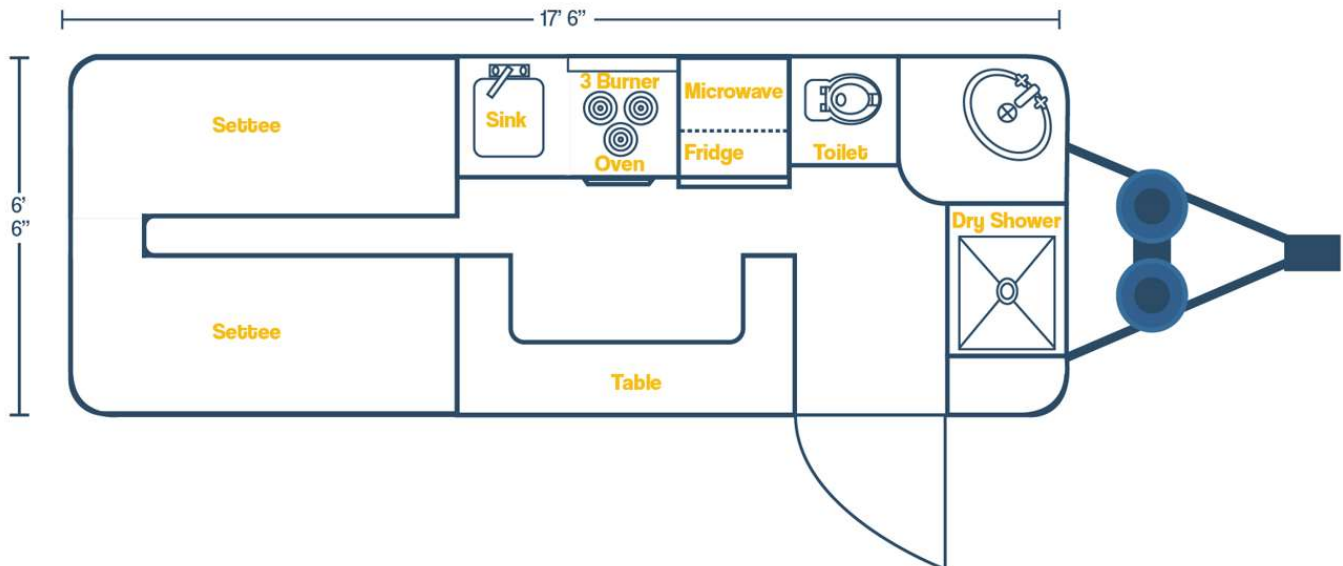 17' 6"
6'
6"
Settee
Sink
3 Burner
Oven
Microwave
Fridge
Toilet
Dry Shower
Settee
Table